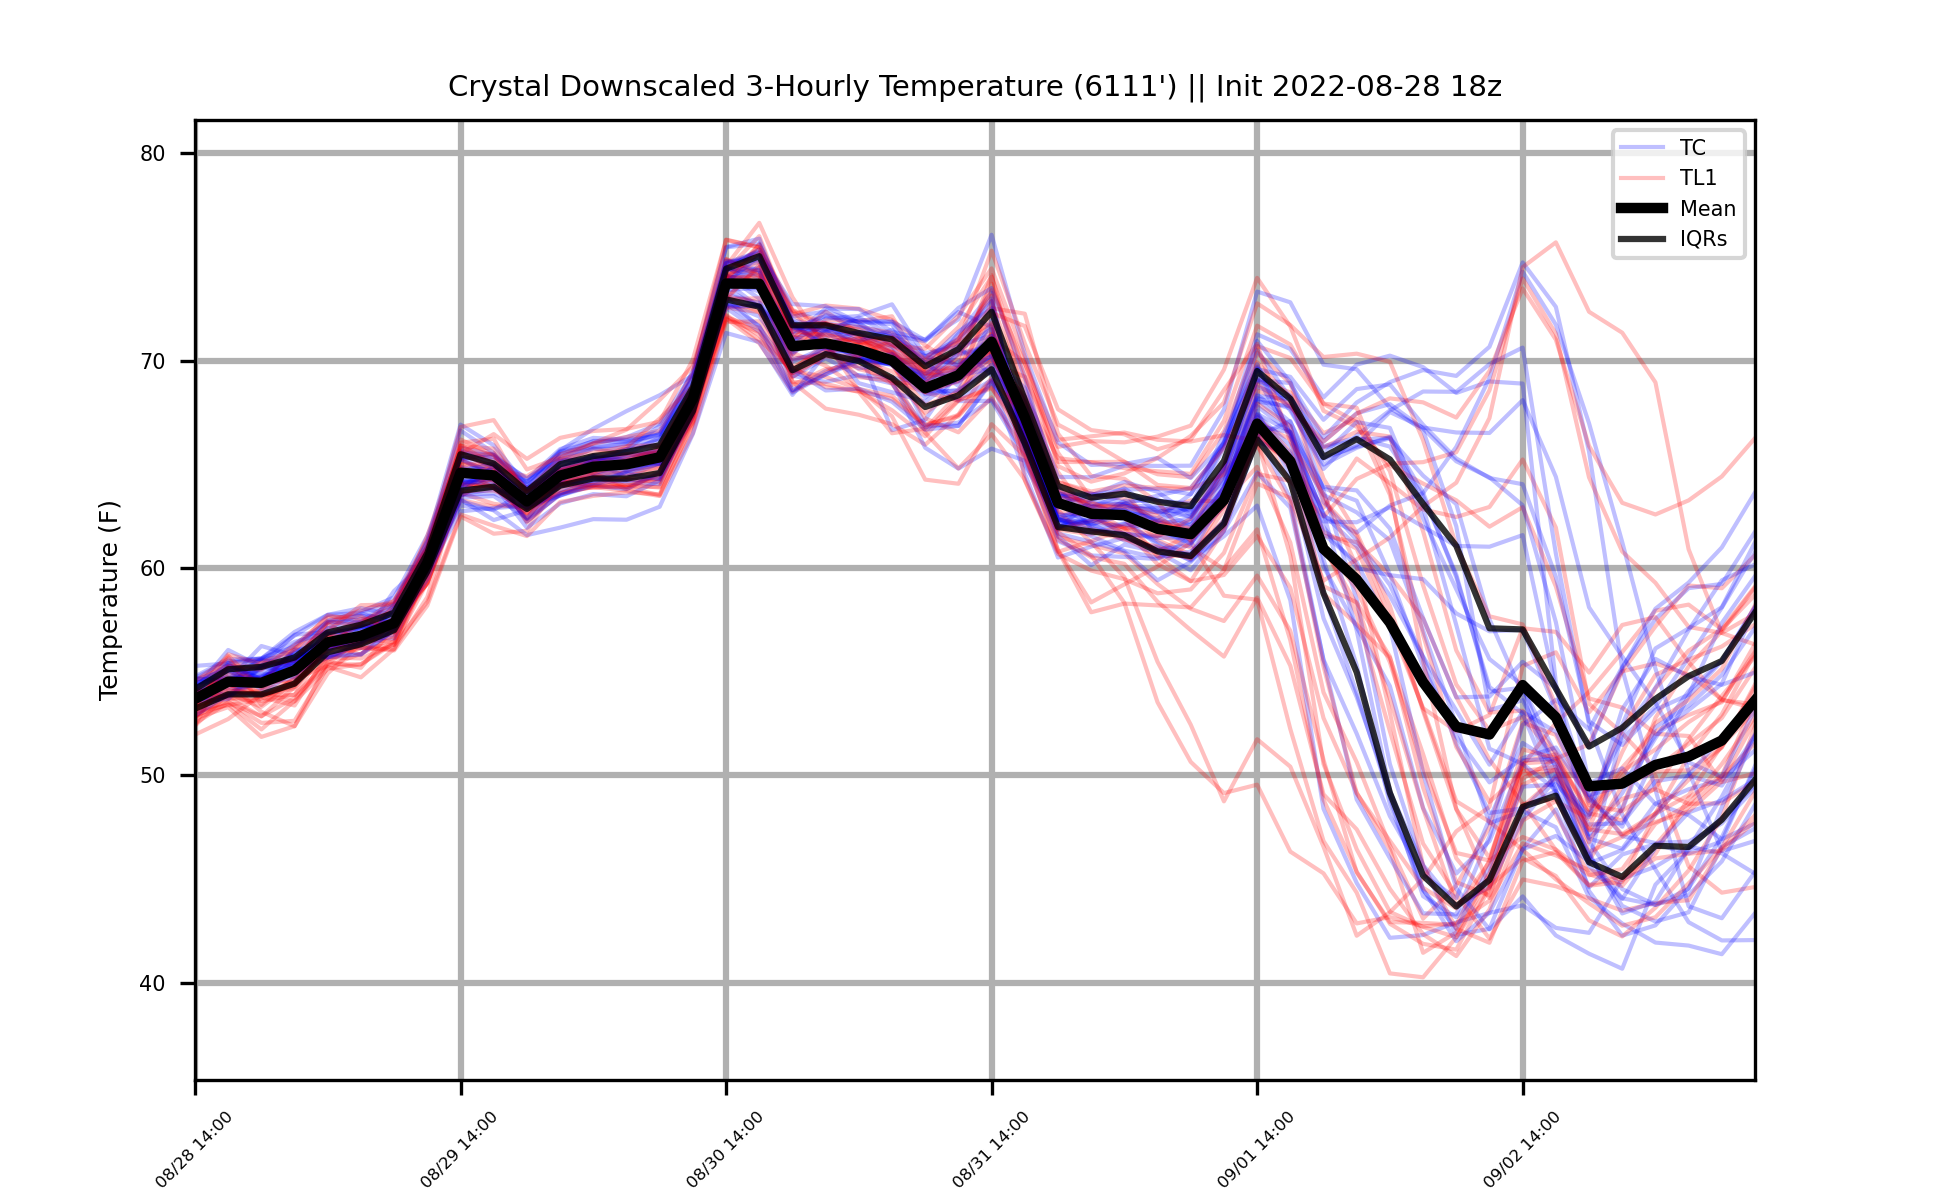 Crystal Downscaled 3-Hourly Temperature (6111') || Init 2022-08-28 18z
TC
TL1
Mean
IQRs
Temperature (F)
80
70
60
50
40
08/28 14:00
08/29 14:00
08/30 14:00
08/31 14:00
09/01 14:00
09/02 14:00